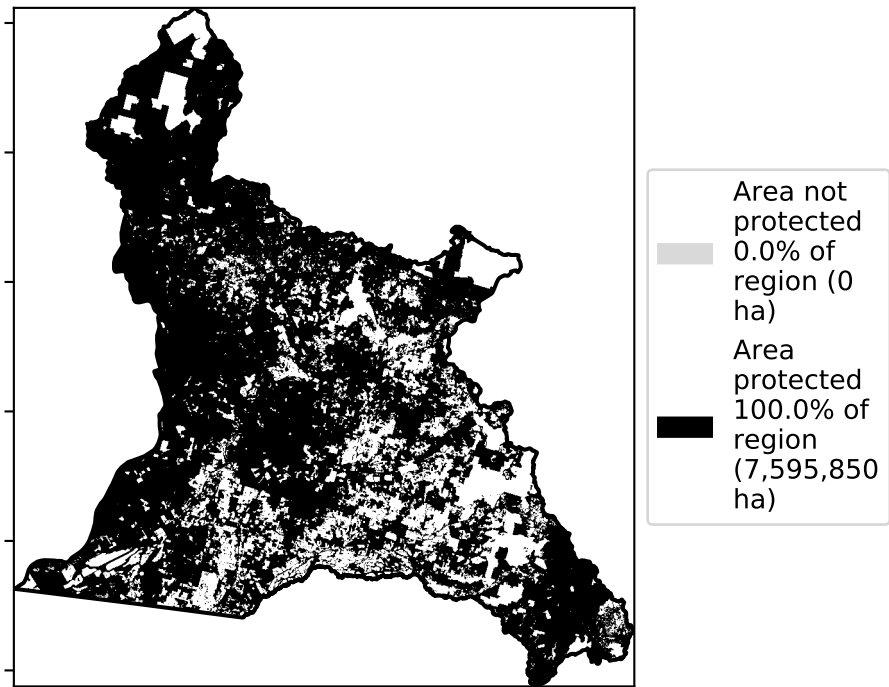 Area not
protected
0.0% of
region (0
ha)
Area
protected
100.0% of
region
(7,595,850
ha)